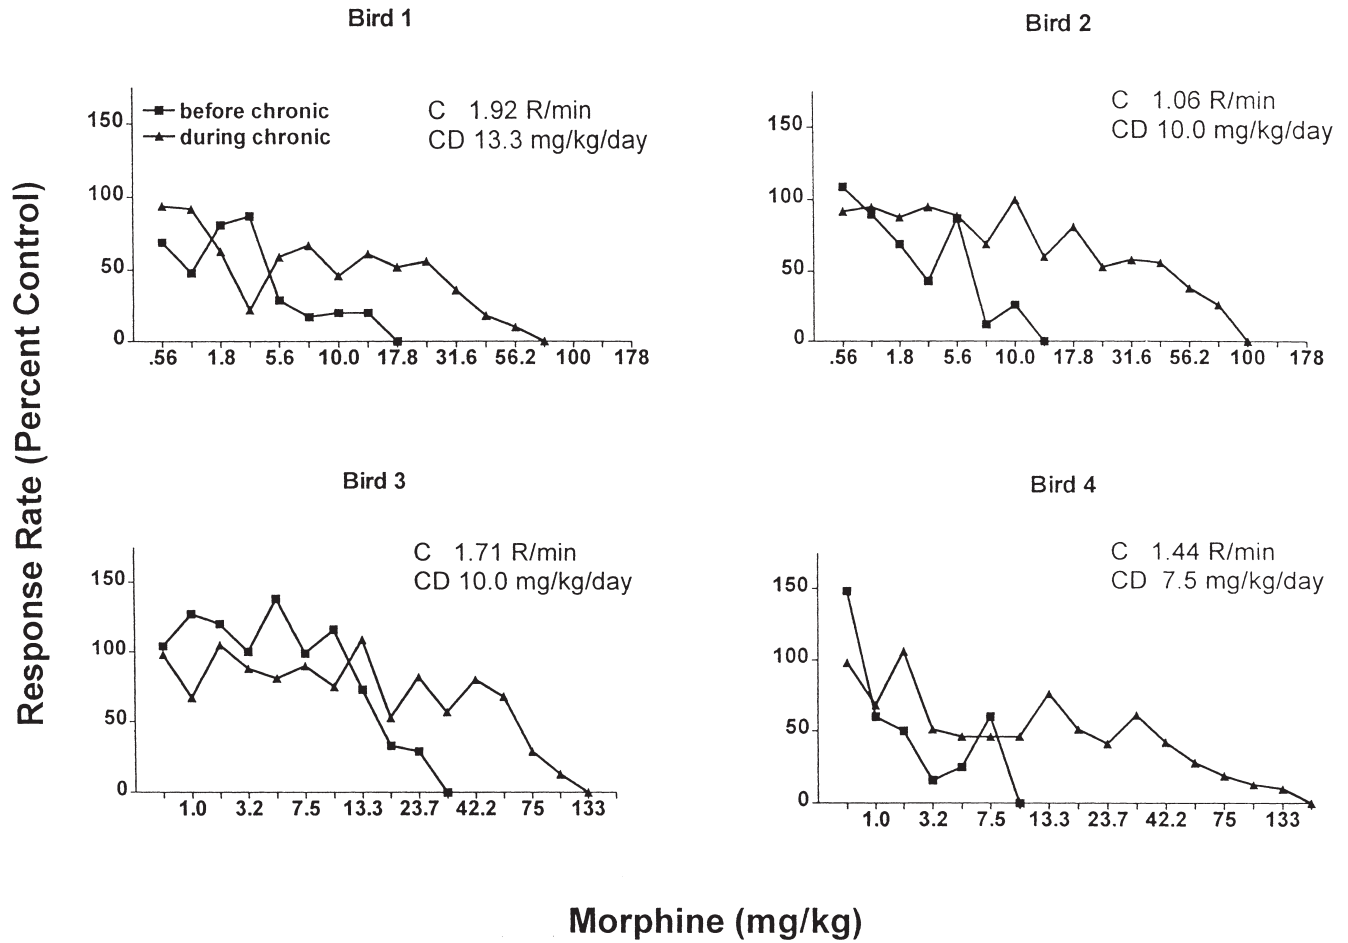 Bird 1
150
100
50
0
before chronic
during chronic
C 1.92 R/min
CD 13.3 mg/kg/day
.56 1.8 5.6 10.0 17.8 31.6 56.2 100 178
Bird 2
150
100
50
0
C 1.06 R/min
CD 10.0 mg/kg/day
.56 1.8 5.6 10.0 17.8 31.6 56.2 100 178
Response Rate (Percent Control)
Bird 3
150
100
50
0
C 1.71 R/min
CD 10.0 mg/kg/day
1.0 3.2 7.5 13.3 23.7 42.2 75 133
Bird 4
150
100
50
0
C 1.44 R/min
CD 7.5 mg/kg/day
1.0 3.2 7.5 13.3 23.7 42.2 75 133
Morphine (mg/kg)